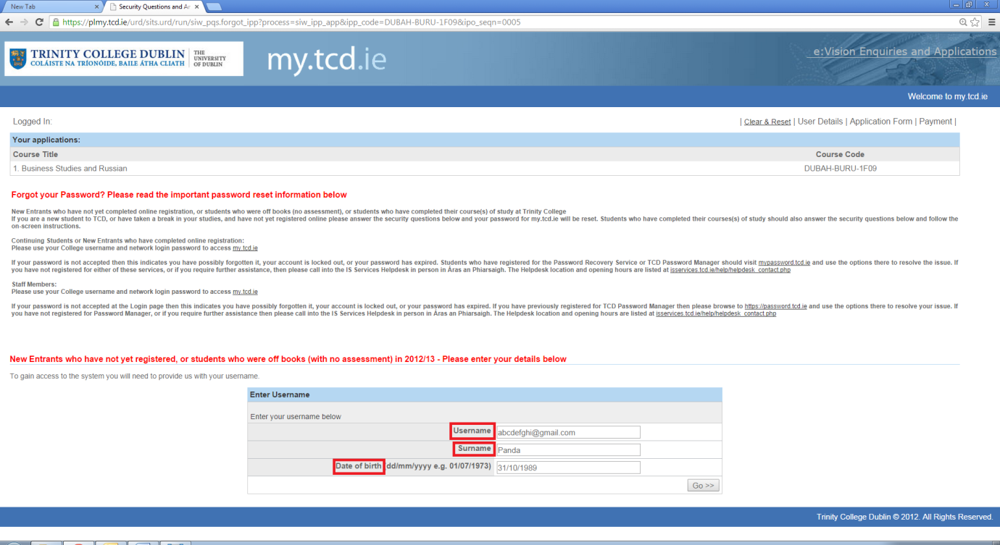 New Tab
Security Questions and An
https://plmy.tcd.ie/urd/sits.urd/run/siw_pqs.forgot_ipp?process=siw_ipp_app&ipp_code=DUBAH-BURU-1F09&ipo_seqn=0005
TRINITY COLLEGE DUBLIN
COLÁISTE NA TRÍONÓIDE, BAILE ÁTHA CLIATH
THE
UNIVERSITY
OF DUBLIN
my.tcd.ie
e:Vision Enquiries and Applications
Welcome to my.tcd.ie
Logged In:
| Clear & Reset | User Details | Application Form | Payment |
Your applications:
Course Title Course Code
1. Business Studies and Russian DUBAH-BURU-1F09
Forgot your Password? Please read the important password reset information below
New Entrants who have not yet completed online registration, or students who were off books (no assessment), or students who have completed their course(s) of study at Trinity College
If you are a new student to TCD, or have taken a break in your studies, and have not yet registered online please answer the security questions below and your password for my.tcd.ie will be reset. Students who have completed their courses(s) of study should also answer the security questions below and follow the
on-screen instructions.
Continuing Students or New Entrants who have completed online registration:
Please use your College username and network login password to access my.tcd.ie
If your password is not accepted then this indicates you have possibly forgotten it, your account is locked out, or your password has expired. Students who have registered for the Password Recovery Service or TCD Password Manager should visit mypassword.tcd.ie and use the options there to resolve the issue. If
you have not registered for either of these services, or if you require further assistance, then please call into the IS Services Helpdesk in person in Áras an Phiarsaigh. The Helpdesk location and opening hours are listed at isservices.tcd.ie/help/helpdesk_contact.php
Staff Members:
Please use your College username and network login password to access my.tcd.ie
If your password is not accepted at the Login page then this indicates you have possibly forgotten it, your account is locked out, or your password has expired. If you have previously registered for TCD Password Manager then please browse to https://password.tcd.ie and use the options there to resolve your issue. If
you have not registered for Password Manager, or if you require further assistance then please call into the IS Services Helpdesk in person in Áras an Phiarsaigh. The Helpdesk location and opening hours are listed at isservices.tcd.ie/help/helpdesk_contact.php
New Entrants who have not yet registered, or students who were off books (with no assessment) in 2012/13 - Please enter your details below
To gain access to the system you will need to provide us with your username.
Enter Username
Enter your username below
Username abcdefghi@gmail.com
Surname Panda
Date of birth (dd/mm/yyyy e.g. 01/07/1973) 31/10/1989
Go >>
Trinity College Dublin © 2012. All Rights Reserved.